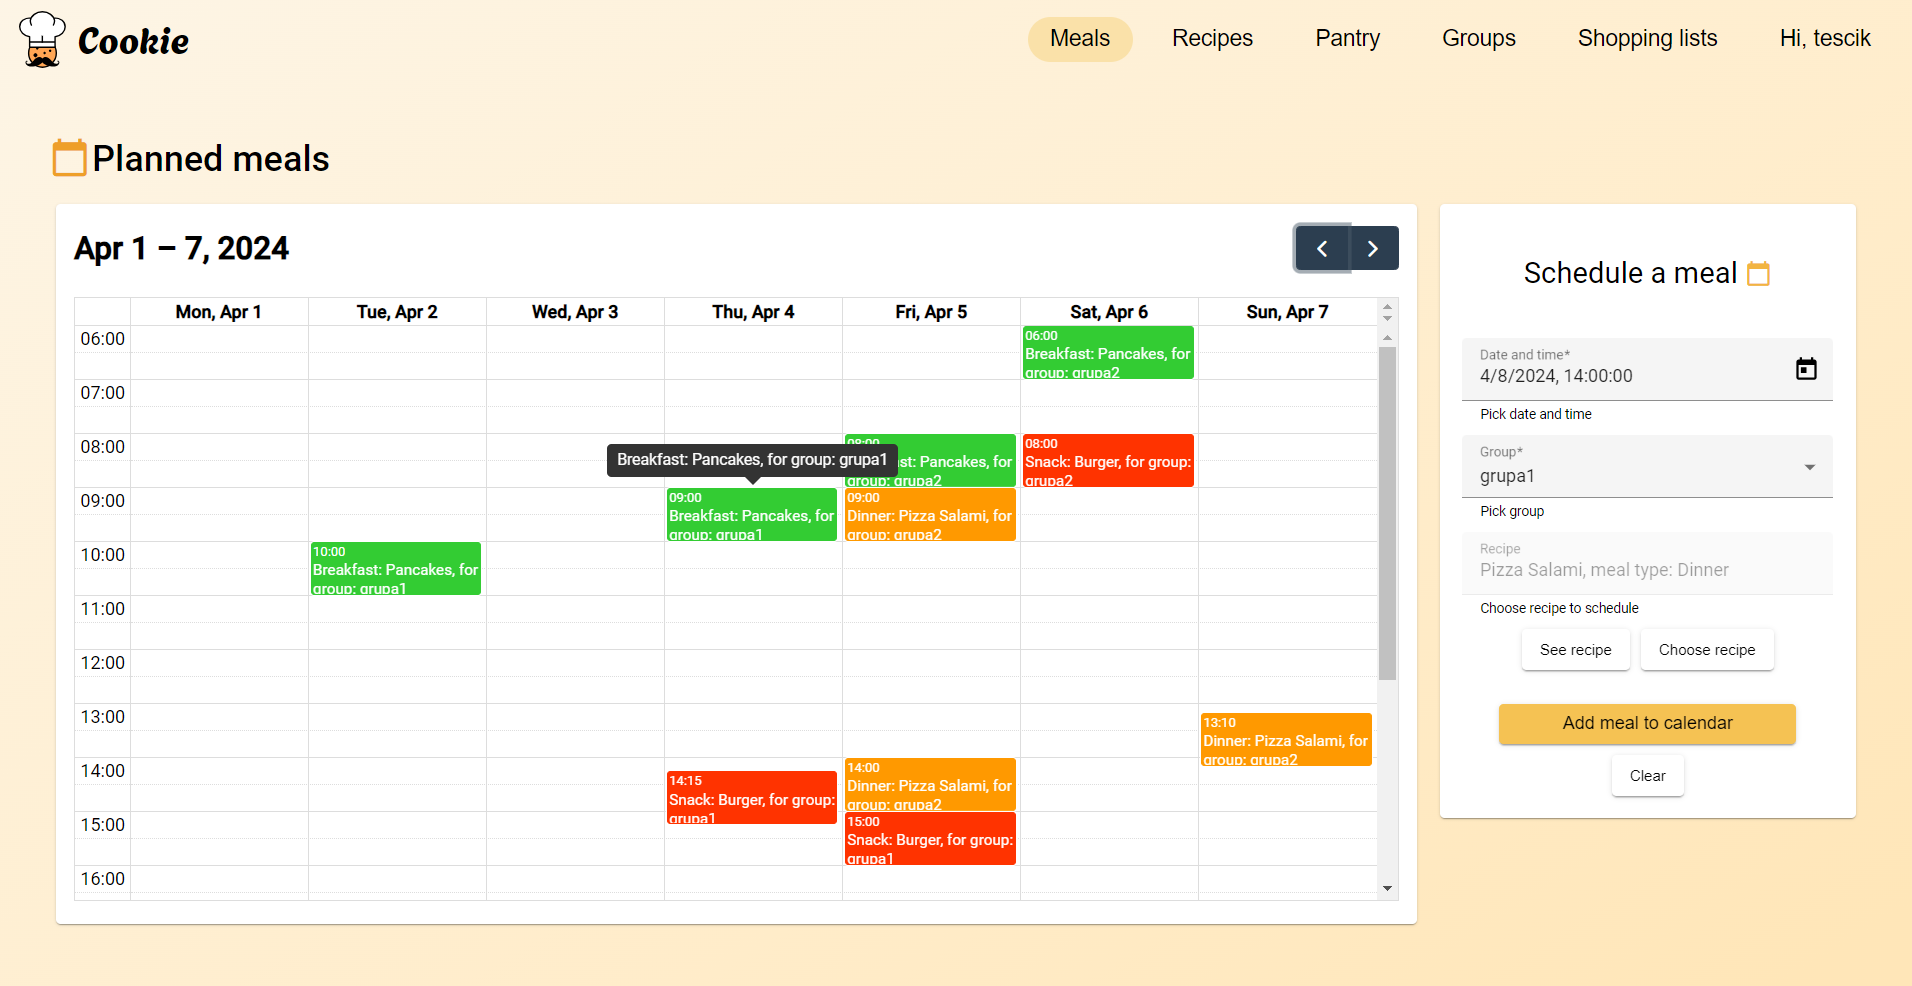 Cookie
Meals
Recipes
Pantry
Groups
Shopping lists
Hi, tescik
Planned meals
Apr 1 – 7, 2024
Mon, Apr 1
Tue, Apr 2
Wed, Apr 3
Thu, Apr 4
Fri, Apr 5
Sat, Apr 6
Sun, Apr 7
06:00
06:00
Breakfast: Pancakes, for
group: grupa2
07:00
08:00
08:00
st: Pancakes, for
group: grupa2
08:00
Snack: Burger, for group:
grupa2
Breakfast: Pancakes, for group: grupa1
09:00
09:00
Breakfast: Pancakes, for
group: grupa1
09:00
Dinner: Pizza Salami, for
group: grupa2
10:00
10:00
Breakfast: Pancakes, for
group: grupa1
11:00
12:00
13:00
13:10
Dinner: Pizza Salami, for
group: grupa2
14:00
14:15
Snack: Burger, for group:
grupa1
14:00
Dinner: Pizza Salami, for
group: grupa2
15:00
15:00
Snack: Burger, for group:
grupa1
16:00
Schedule a meal
Date and time*
4/8/2024, 14:00:00
Pick date and time
Group*
grupa1
Pick group
Recipe
Pizza Salami, meal type: Dinner
Choose recipe to schedule
See recipe
Choose recipe
Add meal to calendar
Clear